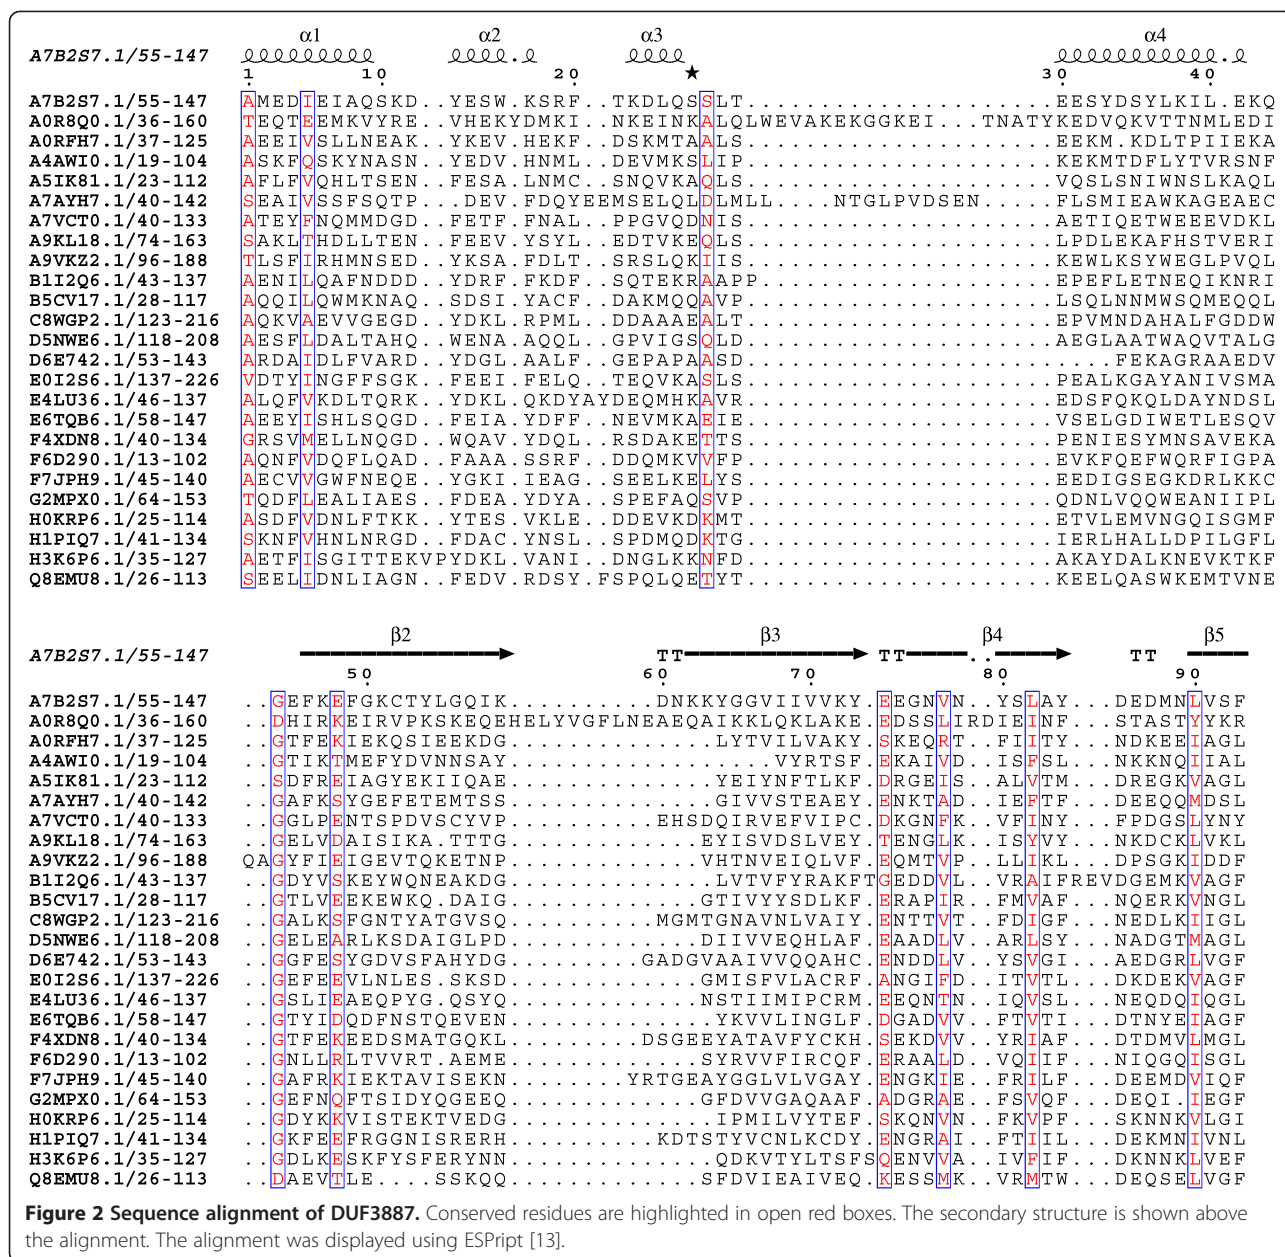 α1 α2 α3 α4
A7B2S7.1/55-147
1 10 20 ★ 30 40
A7B2S7.1/55-147 AMEDIEIAQSKD..YESW.KSRF..TKDLQSSLT................EESYDSYLKIL.EKQ
A0R8Q0.1/36-160 TEQTEEMKVYRE..VHEKYDMKI..NKEINKALQLWEVAKEKGGKEI...TNATYKEDVQKVTTNMLEDI
A0RFH7.1/37-125 AEEIVSLLNEAK..YKEV.HEKF..DSKMTAALS................EEKM.KDLTPIIEKA
A4AWI0.1/19-104 ASKFQSKYNASN..YEDV.HNML..DEVMKSLIP................KEKMTDFLYTVRSNF
A5IK81.1/23-112 AFLFVQHLTSEN..FESA.LNMC..SNQVKAQLS................VQSLSNIWNSLKAQL
A7AYH7.1/40-142 SEAIVSSFSQTP..DEV.FDQYEEMSELQLDLMLL....NTGLPVDSEN....FLSMIEAWKAGEAEC
A7VCT0.1/40-133 ATEYFNQMMDGD..FETF.FNAL..PPGVQDNIS................AETIQETWEEEVDKL
A9KL18.1/74-163 SAKLTHDLLTEN..FEEV.YSYL..EDTVKEQLS................LPDLEKAFHSTVERI
A9VKZ2.1/96-188 TLSFIRHMNSED..YKSA.FDLT..SRSLQKIIS................KEWLKSYWEGLPVQL
B1I2Q6.1/43-137 AENILQAFNDDD..YDRF.FKDF..SQTEKRAAPP...............EPEFLETNEQIKNRI
B5CV17.1/28-117 AQQILQWMKNAQ..SDSI.YACF..DAKMQQAVP................LSQLNNMWSQMEQQL
C8WGP2.1/123-216 AQKVAEVVGEGD..YDKL.RPML..DDAAAEALT................EPVMNDAHALFGDDW
D5NWE6.1/118-208 AESFLDALTAHQ..WENA.AQQL..GPVIGSQLD................AEGLAATWAQVTALG
D6E742.1/53-143 ARDAIDLFVARD..YDGL.AALF..GEPAPAASD...................FEKAGRAAEDV
E0I2S6.1/137-226 VDTYINGFFSGK..FEEI.FELQ..TEQVKASLS................PEALKGAYANIVSMA
E4LU36.1/46-137 ALQFVKDLTQRK..YDKL.QKDYAYDEQMHKAVR................EDSFQKQLDAYNDSL
E6TQB6.1/58-147 AEEYISHLSQGD..FEIA.YDFF..NEVMKAEIE................VSELGDIWETLESQV
F4XDN8.1/40-134 GRSVMELLNQGD..WQAV.YDQL..RSDAKETTS................PENIESYMNSAVEKA
F6D290.1/13-102 AQNFVDQFLQAD..FAAA.SSRF..DDQMKVVFP................EVKFQEFWQRFIGPA
F7JPH9.1/45-140 AECVVGWFNEQE..YGKI.IEAG..SEELKELYS................EEDIGSEGKDRLKKC
G2MPX0.1/64-153 TQDFLEALIAES..FDEA.YDYA..SPEFAQSVP................QDNLVQQWEANIIPL
H0KRP6.1/25-114 ASDFVDNLFTKK..YTES.VKLE..DDEVKDKMT................ETVLEMVNGQISGMF
H1PIQ7.1/41-134 SKNFVHNLNRGD..FDAC.YNSL..SPDMQDKTG................IERLHALLDPILGFL
H3K6P6.1/35-127 AETFISGITTEKVPYDKL.VANI..DNGLKKNFD................AKAYDALKNEVKTKF
Q8EMU8.1/26-113 SEELIDNLIAGN..FEDV.RDSY.FSPQLQETYT................KEELQASWKEMTVNE
β2 β3 β4 β5
A7B2S7.1/55-147 TT TT .. TT
50 60 70 80 90
A7B2S7.1/55-147 ..GEFKEFGKCTYLGQIK..........DNKKYGGVIIVVKY.EEGNVN..YSLAY...DEDMNLVSF
A0R8Q0.1/36-160 ..DHIRKEIRVPKSKEQEHELYVGFLNEAEQAIKKLQKLAKE.EDSSLIRDIEINF...STASTYYKR
A0RFH7.1/37-125 ..GTFEKIEKQSIEEKDG..............LYTVILVAKY.SKEQRT..FIITY...NDKEEIAGL
A4AWI0.1/19-104 ..GTIKTMEFYDVNNSAY..................VYRTSF.EKAIVD..ISFSL...NKKNQIIAL
A5IK81.1/23-112 ..SDFREIAGYEKIIQAE..............YEIYNFTLKF.DRGEIS..ALVTM...DREGKVAGL
A7AYH7.1/40-142 ..GAFKSYGEFETEMTSS..............GIVVSTEAEY.ENKTAD..IEFTF...DEEQQMDSL
A7VCT0.1/40-133 ..GGLPENTSPDVSCYVP..........EHSDQIRVEFVIPC.DKGNFK..VFINY...FPDGSLYNY
A9KL18.1/74-163 ..GELVDAISIKA.TTTG.............EYISVDSLVEY.TENGLK..ISYVY...NKDCKLVKL
A9VKZ2.1/96-188 QAGYFIEIGEVTQKETNP.............VHTNVEIQLVF.EQMTVP..LLIKL...DPSGKIDDF
B1I2Q6.1/43-137 ..GDYVSKEYWQNEAKDG..............LVTVFYRAKFTGEDDVL..VRAIFREVDGEMKVAGF
B5CV17.1/28-117 ..GTLVEEKEWKQ.DAIG.............GTIVYYSDLKF.ERAPIR..FMVAF...NQERKVNGL
C8WGP2.1/123-216 ..GALKSFGNTYATGVSQ..........MGMTGNAVNLVAIY.ENTTVT..FDIGF...NEDLKIIGL
D5NWE6.1/118-208 ..GELEARLKSDAIGLPD.............DIIVVEQHLAF.EAADLV..ARLSY...NADGTMAGL
D6E742.1/53-143 ..GGFESYGDVSFAHYDG.........GADGVAAIVVQQAHC.ENDDLV..YSVGI...AEDGRLVGF
E0I2S6.1/137-226 ..GEFEEVLNLES.SKSD.............GMISFVLACRF.ANGIFD..ITVTL...DKDEKVAGF
E4LU36.1/46-137 ..GSLIEAEQPYG.QSYQ.............NSTIIMIPCRM.EEQNTN..IQVSL...NEQDQIQGL
E6TQB6.1/58-147 ..GTYIDQDFNSTQEVEN..............YKVVLINGLF.DGADVV..FTVTI...DTNYEIAGF
F4XDN8.1/40-134 ..GTFEKEEDSMATGQKL.........DSGEEYATAVFYCKH.SEKDVV..YRIAF...DTDMVLMGL
F6D290.1/13-102 ..GNLLRLTVVRT.AEME.............SYRVVFIRCQF.ERAALD..VQIIF...NIQGQISGL
F7JPH9.1/45-140 ..GAFRKIEKTAVISEKN........YRTGEAYGGLVLVGAY.ENGKIE..FRILF...DEEMDVIQF
G2MPX0.1/64-153 ..GEFNQFTSIDYQGEEQ.............GFDVVGAQAAF.ADGRAE..FSVQF...DEQI.IEGF
H0KRP6.1/25-114 ..GDYKKVISTEKTVEDG..............IPMILVYTEF.SKQNVN..FKVPF...SKNNKVLGI
H1PIQ7.1/41-134 ..GKFEEFRGGNISRERH..........KDTSTYVCNLKCDY.ENGRAI..FTIIL...DEKMNIVNL
H3K6P6.1/35-127 ..GDLKESKFYSFERYNN..............QDKVTYLTSFSQENVVA..IVFIF...DKNNKLVEF
Q8EMU8.1/26-113 ..DAEVTLE....SSKQQ..............SFDVIEAIVEQ.KESSMK..VRMTW...DEQSELVGF
Figure 2 Sequence alignment of DUF3887. Conserved residues are highlighted in open red boxes. The secondary structure is shown above
the alignment. The alignment was displayed using ESPript [13].